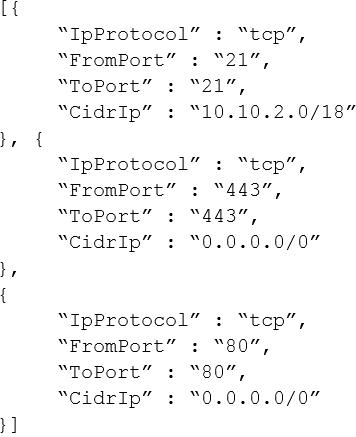 [{
“IpProtocol” : “tcp”,
“FromPort” : “21”,
“ToPort” : “21”,
“CidrIp” : “10.10.2.0/18”
}, {
“IpProtocol” : “tcp”,
“FromPort” : “443”,
“ToPort” : “443”,
“CidrIp” : “0.0.0.0/0”
},
{
“IpProtocol” : “tcp”,
“FromPort” : “80”,
“ToPort” : “80”,
“CidrIp” : “0.0.0.0/0”
}]